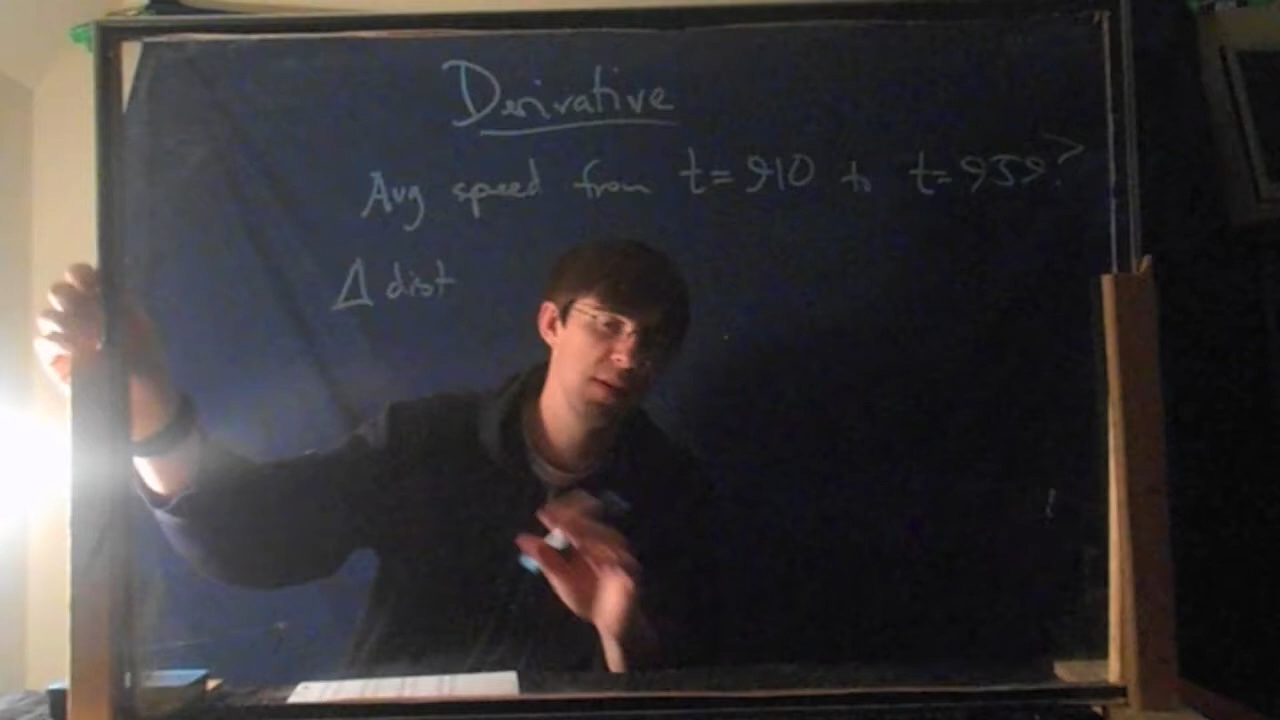 Derivative
Avg speed from t=910 to t=959?
Δ dist